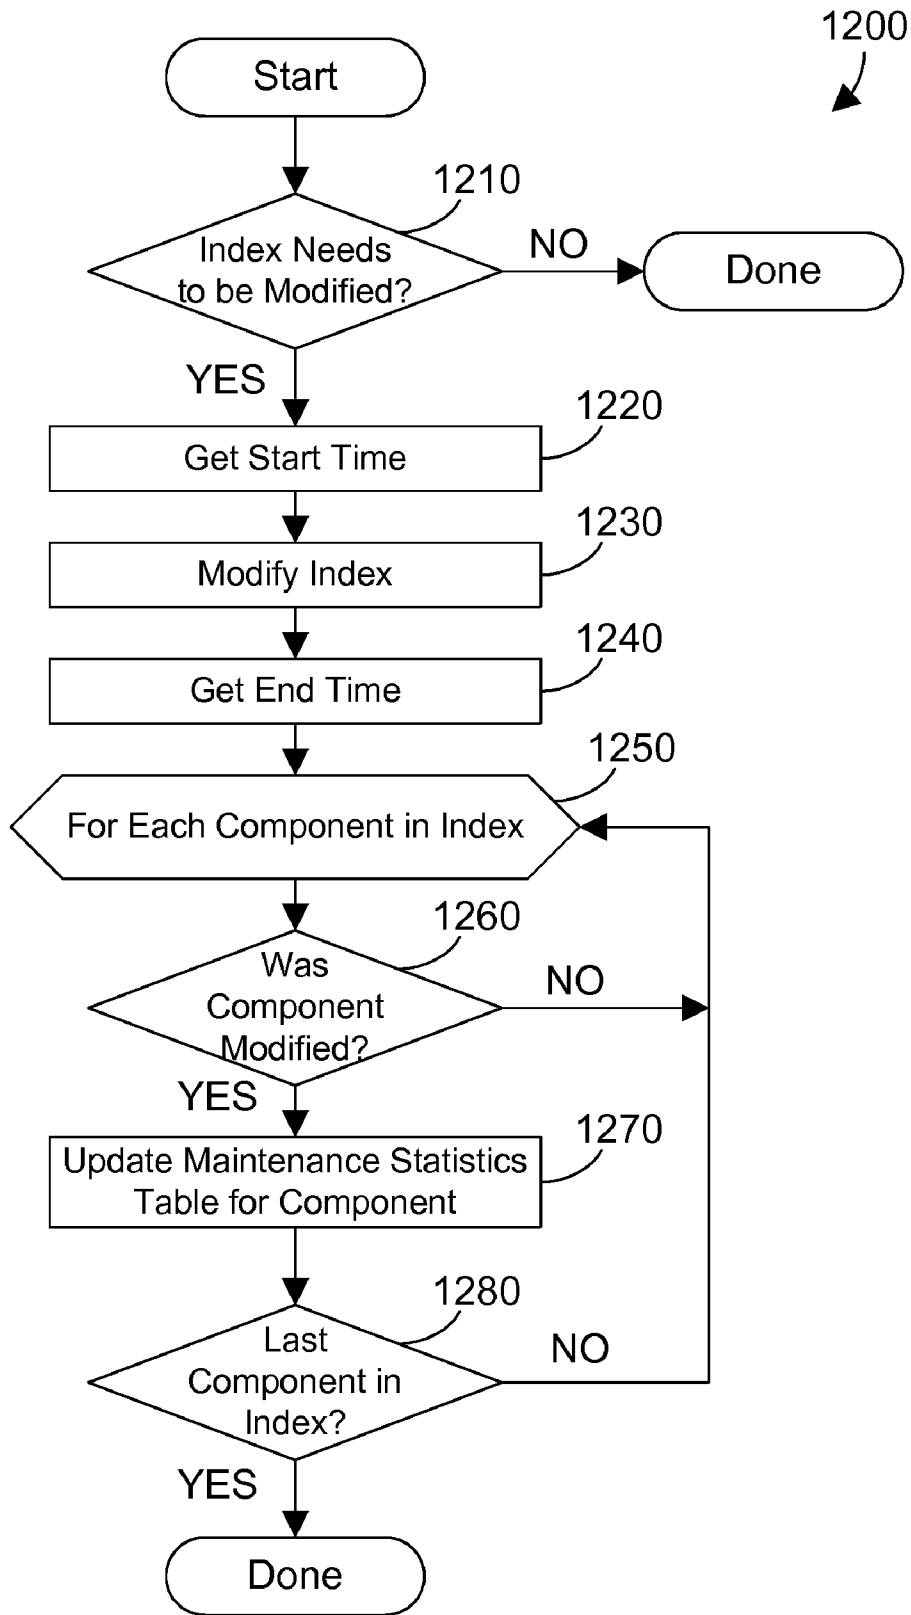 1200
Start
1210
Index Needs
to be Modified?
NO
Done
YES
1220
Get Start Time
1230
Modify Index
1240
Get End Time
1250
For Each Component in Index
1260
Was
Component
Modified?
NO
YES
1270
Update Maintenance Statistics
Table for Component
1280
Last
Component in
Index?
NO
YES
Done